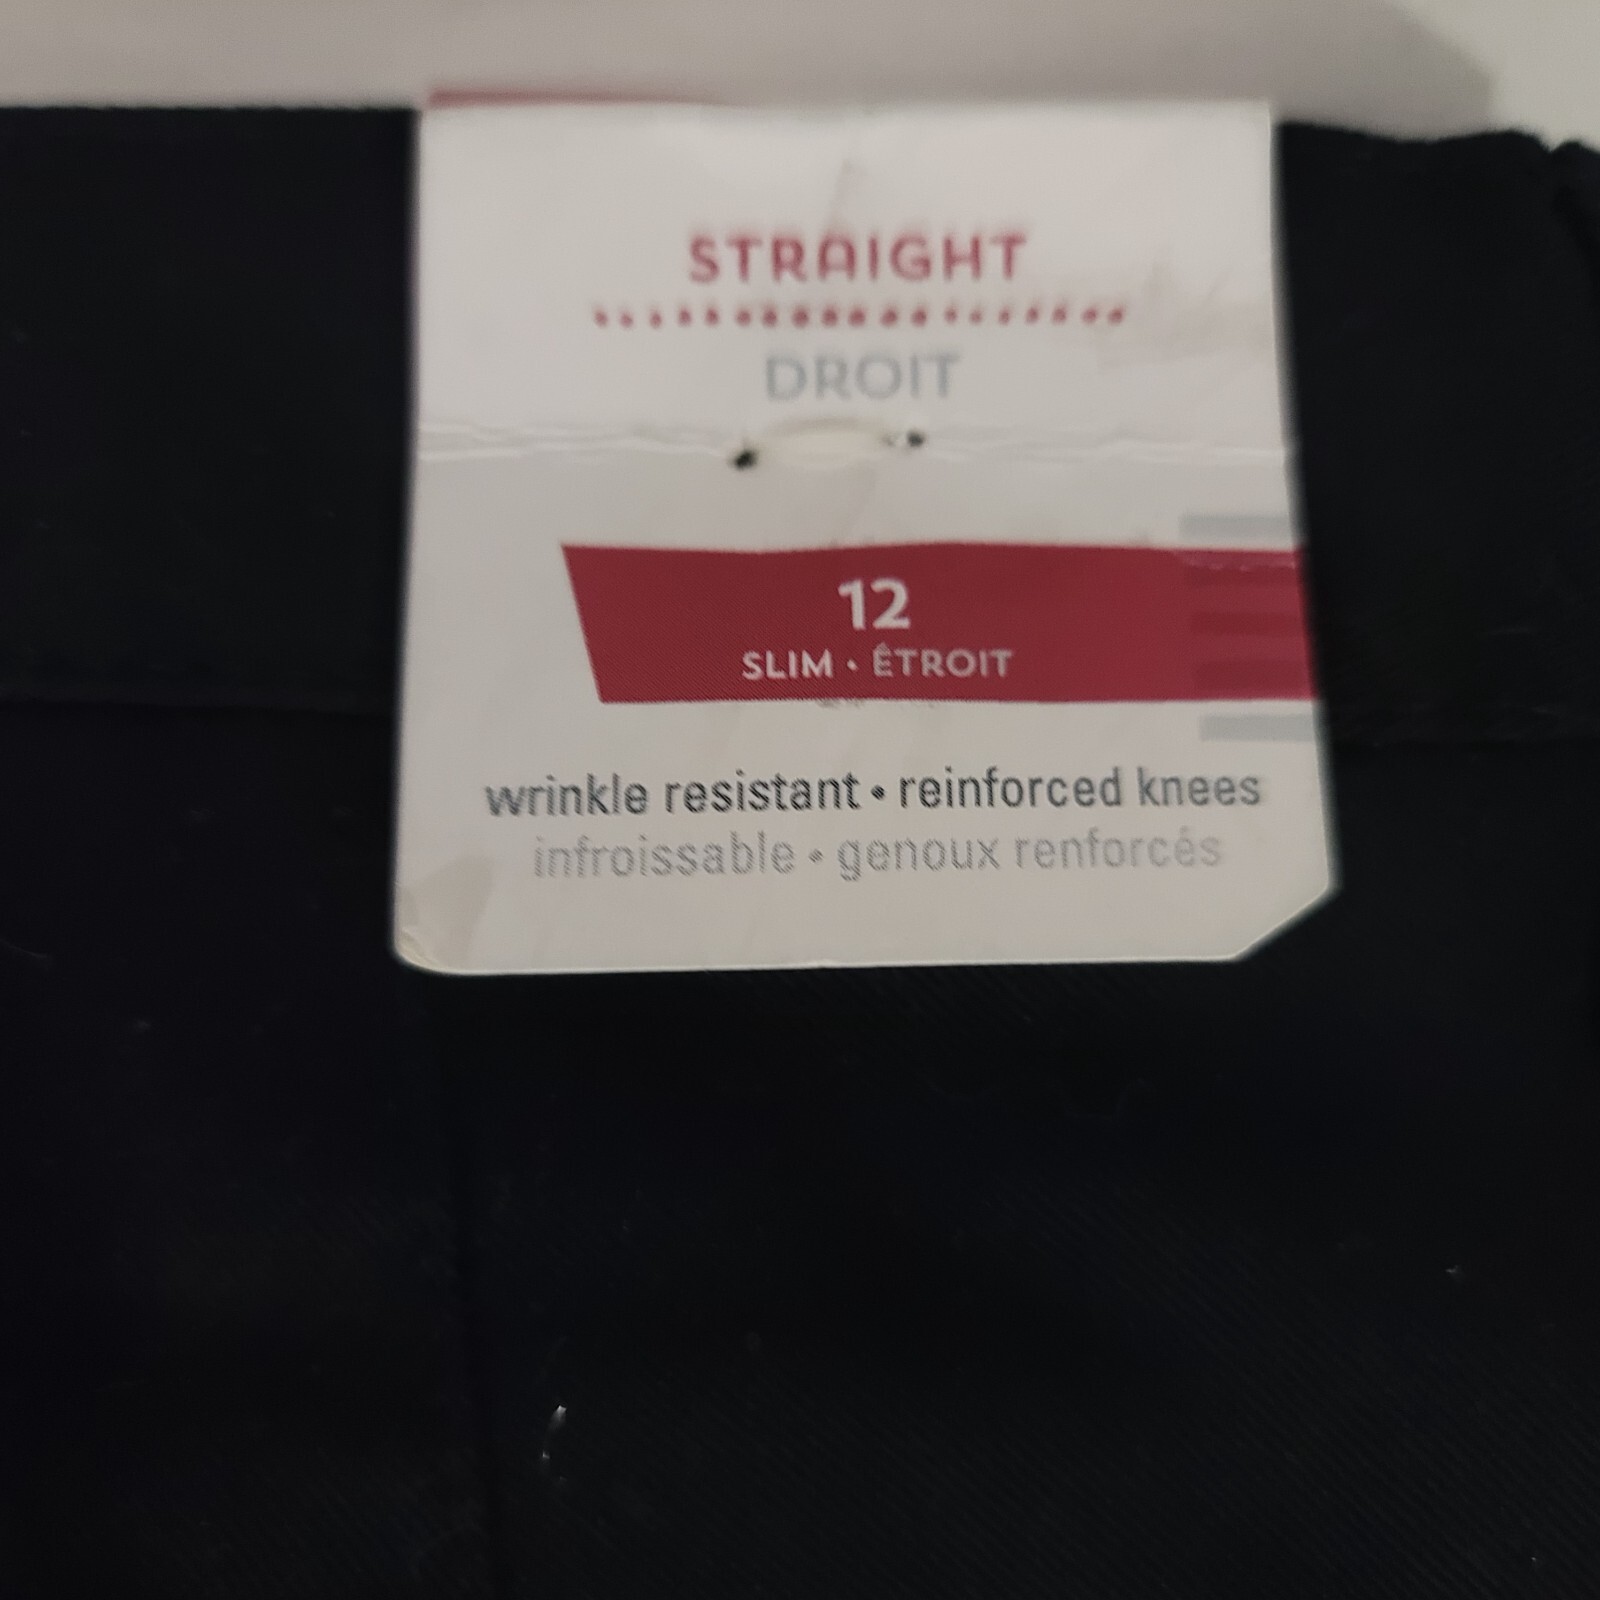 STRAIGHT
DROIT
12
SLIM • ÉTROIT
wrinkle resistant • reinforced knees
infroissable • genoux renforcés